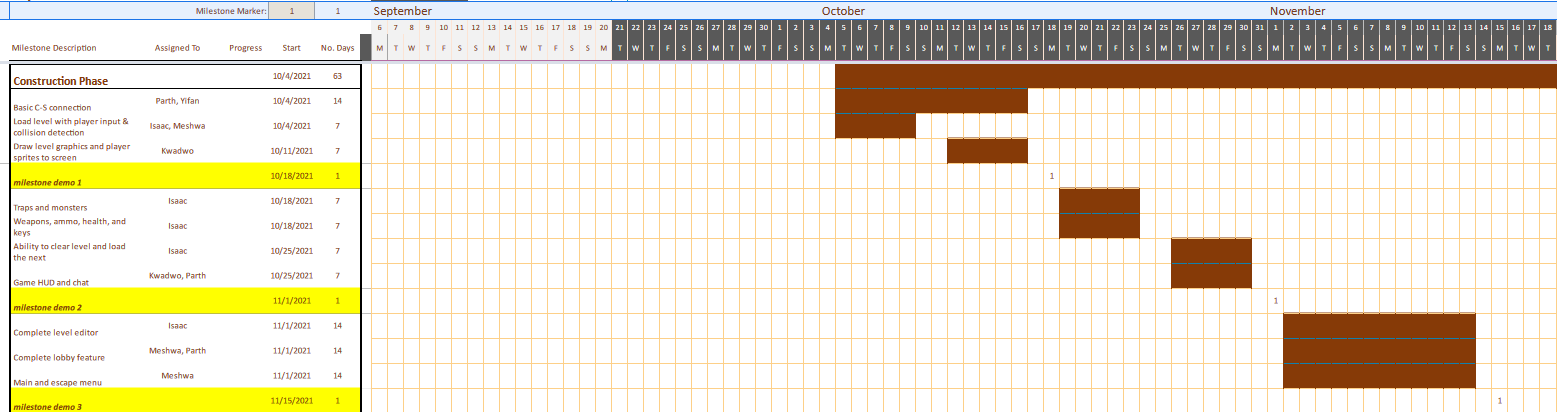 Milestone Marker: 1 1 September October November
6 7 8 9 10 11 12 13 14 15 16 17 18 19 20 21 22 23 24 25 26 27 28 29 30 1 2 3 4 5 6 7 8 9 10 11 12 13 14 15 16 17 18 19 20 21 22 23 24 25 26 27 28 29 30 31 1 2 3 4 5 6 7 8 9 10 11 12 13 14 15 16 17 18
Milestone Description Assigned To Progress Start No. Days M T W T F S S M T W T F S S M T W T F S S M T W T F S S M T W T F S S M T W T F S S M T W T F S S M T W T F S S M T W T F S S M T W T F S S M T W T
Construction Phase 10/4/2021 63
Basic C-S connection Parth, Yifan 10/4/2021 14
Load level with player input &
collision detection Isaac, Meshwa 10/4/2021 7
Draw level graphics and player
sprites to screen Kwadwo 10/11/2021 7
milestone demo 1 10/18/2021 1 1
Traps and monsters Isaac 10/18/2021 7
Weapons, ammo, health, and
keys Isaac 10/18/2021 7
Ability to clear level and load
the next Isaac 10/25/2021 7
Game HUD and chat Kwadwo, Parth 10/25/2021 7
milestone demo 2 11/1/2021 1 1
Complete level editor Isaac 11/1/2021 14
Complete lobby feature Meshwa, Parth 11/1/2021 14
Main and escape menu Meshwa 11/1/2021 14
milestone demo 3 11/15/2021 1 1